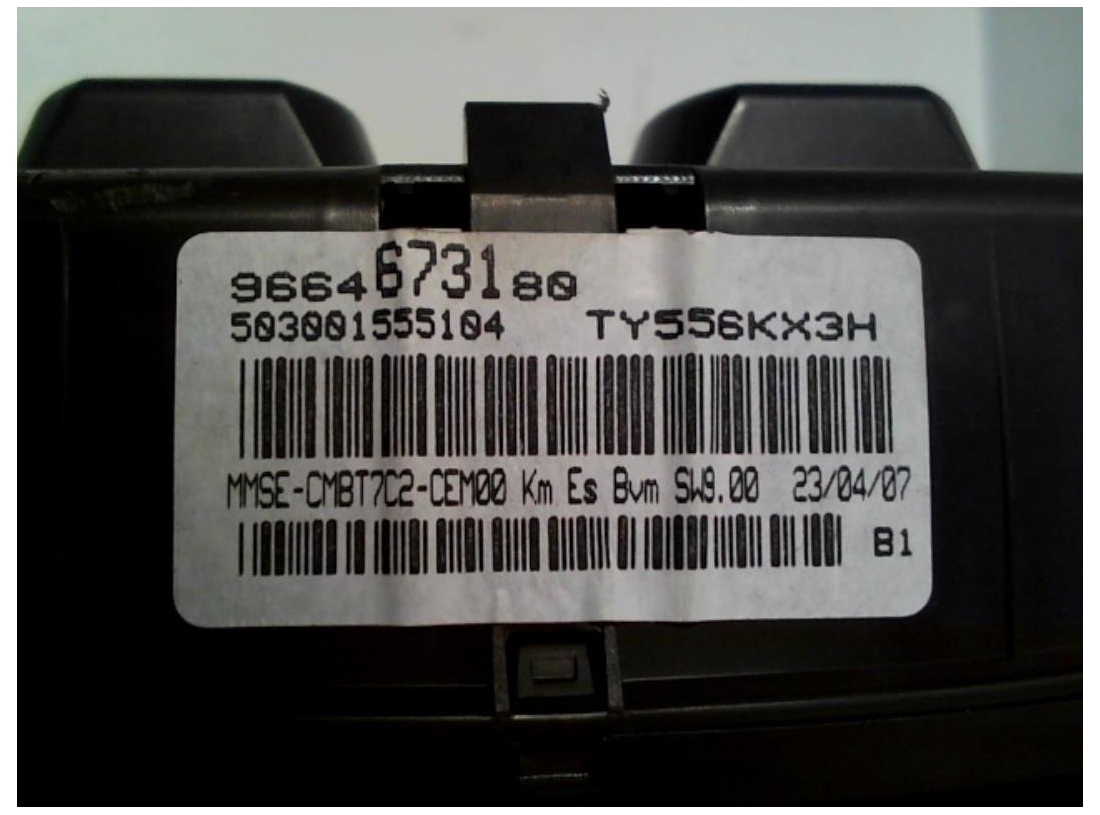 9664673180
503001555104 TY556KX3H
MMSE-CMBT7C2-CEM00 Km Es Bvm SW9.00 23/04/07
B1